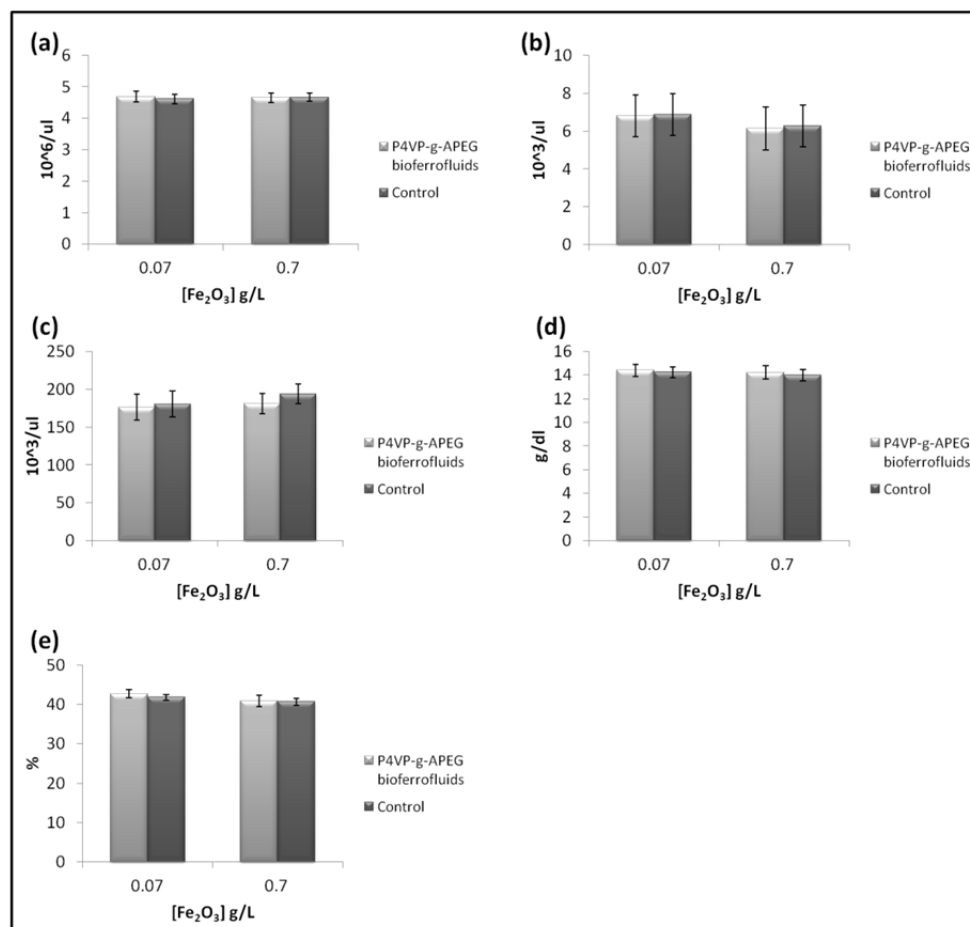 (a)
6
5
4
3
2
1
0
10^6/ul
0.07 0.7
[Fe₂O₃] g/L
P4VP-g-APEG
bioferrofluids
Control
(b)
10
8
6
4
2
0
10^3/ul
0.07 0.7
[Fe₂O₃] g/L
P4VP-g-APEG
bioferrofluids
Control
(c)
250
200
150
100
50
0
10^3/ul
0.07 0.7
[Fe₂O₃] g/L
P4VP-g-APEG
bioferrofluids
Control
(d)
16
14
12
10
8
6
4
2
0
g/dl
0.07 0.7
[Fe₂O₃] g/L
P4VP-g-APEG
bioferrofluids
Control
(e)
50
40
30
20
10
0
%
0.07 0.7
[Fe₂O₃] g/L
P4VP-g-APEG
bioferrofluids
Control